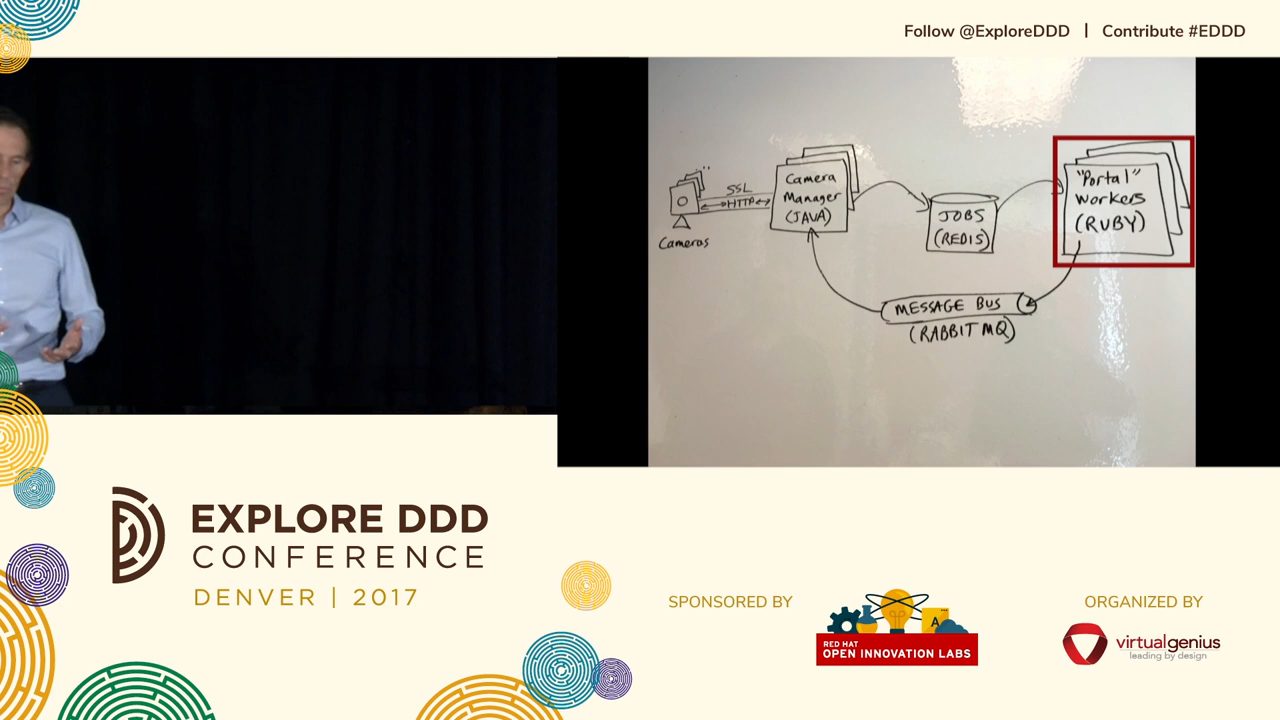 Follow @ExploreDDD | Contribute #EDDD
Cameras
SSL
HTTP
Camera
Manager
(JAVA)
JOBS
(REDIS)
"Portal"
Workers
(RUBY)
MESSAGE BUS
(RABBIT MQ)
EXPLORE DDD
CONFERENCE
DENVER | 2017
SPONSORED BY
A
RED HAT
OPEN INNOVATION LABS
ORGANIZED BY
virtualgenius
leading by design